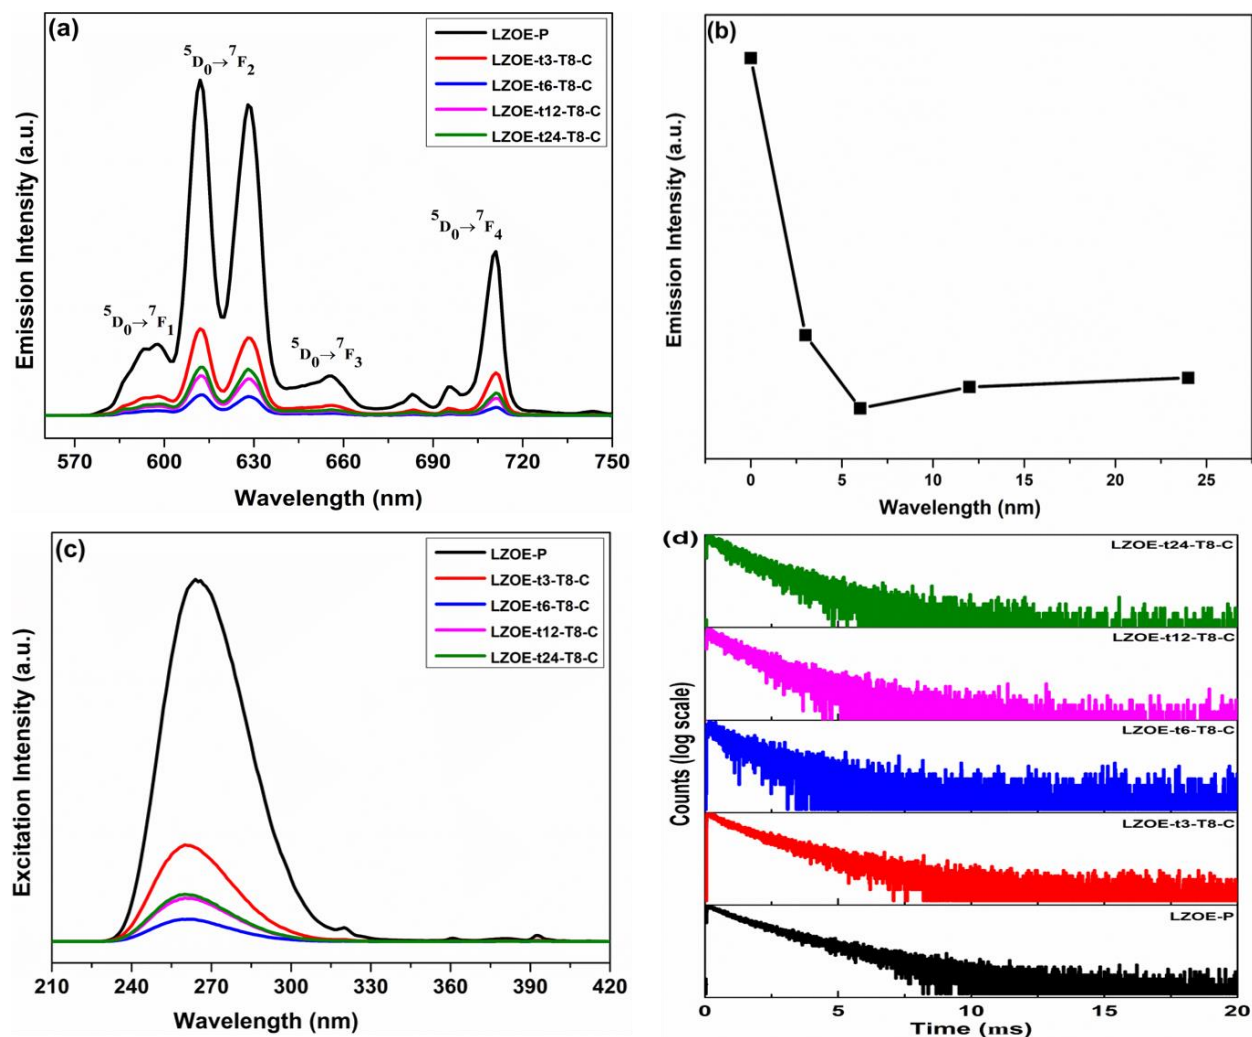 (a)
LZOE-P
LZOE-t3-T8-C
LZOE-t6-T8-C
LZOE-t12-T8-C
LZOE-t24-T8-C
⁵D₀→⁷F₂
⁵D₀→⁷F₄
⁵D₀→⁷F₁
⁵D₀→⁷F₃
Emission Intensity (a.u.)
570 600 630 660 690 720 750
Wavelength (nm)
(b)
Emission Intensity (a.u.)
0 5 10 15 20 25
Wavelength (nm)
(c)
LZOE-P
LZOE-t3-T8-C
LZOE-t6-T8-C
LZOE-t12-T8-C
LZOE-t24-T8-C
Excitation Intensity (a.u.)
210 240 270 300 330 360 390 420
Wavelength (nm)
(d)
LZOE-t24-T8-C
LZOE-t12-T8-C
LZOE-t6-T8-C
LZOE-t3-T8-C
LZOE-P
Counts (log scale)
0 5 10 15 20
Time (ms)